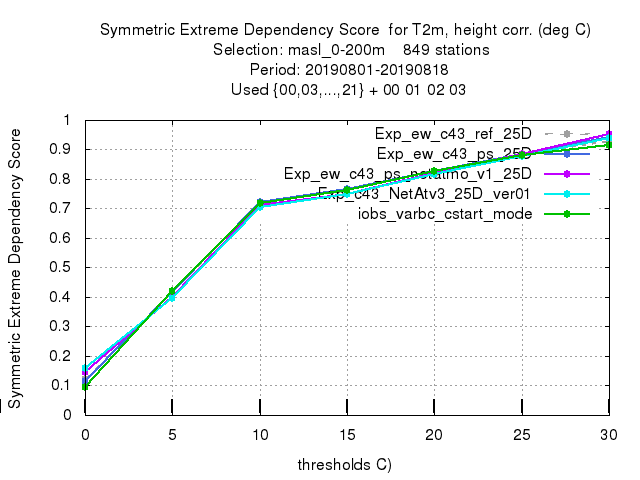 Symmetric Extreme Dependency Score  for T2m, height corr. (deg C)
Selection: masl_0-200m    849 stations
Period: 20190801-20190818
Used {00,03,...,21} + 00 01 02 03
Symmetric Extreme Dependency Score
1
0.9
0.8
0.7
0.6
0.5
0.4
0.3
0.2
0.1
0
Exp_ew_c43_ref_25D
Exp_ew_c43_ps_25D
Exp_ew_c43_ps_netatmo_v1_25D
Exp_c43_NetAtv3_25D_ver01
iobs_varbc_cstart_mode
0 5 10 15 20 25 30
thresholds C)